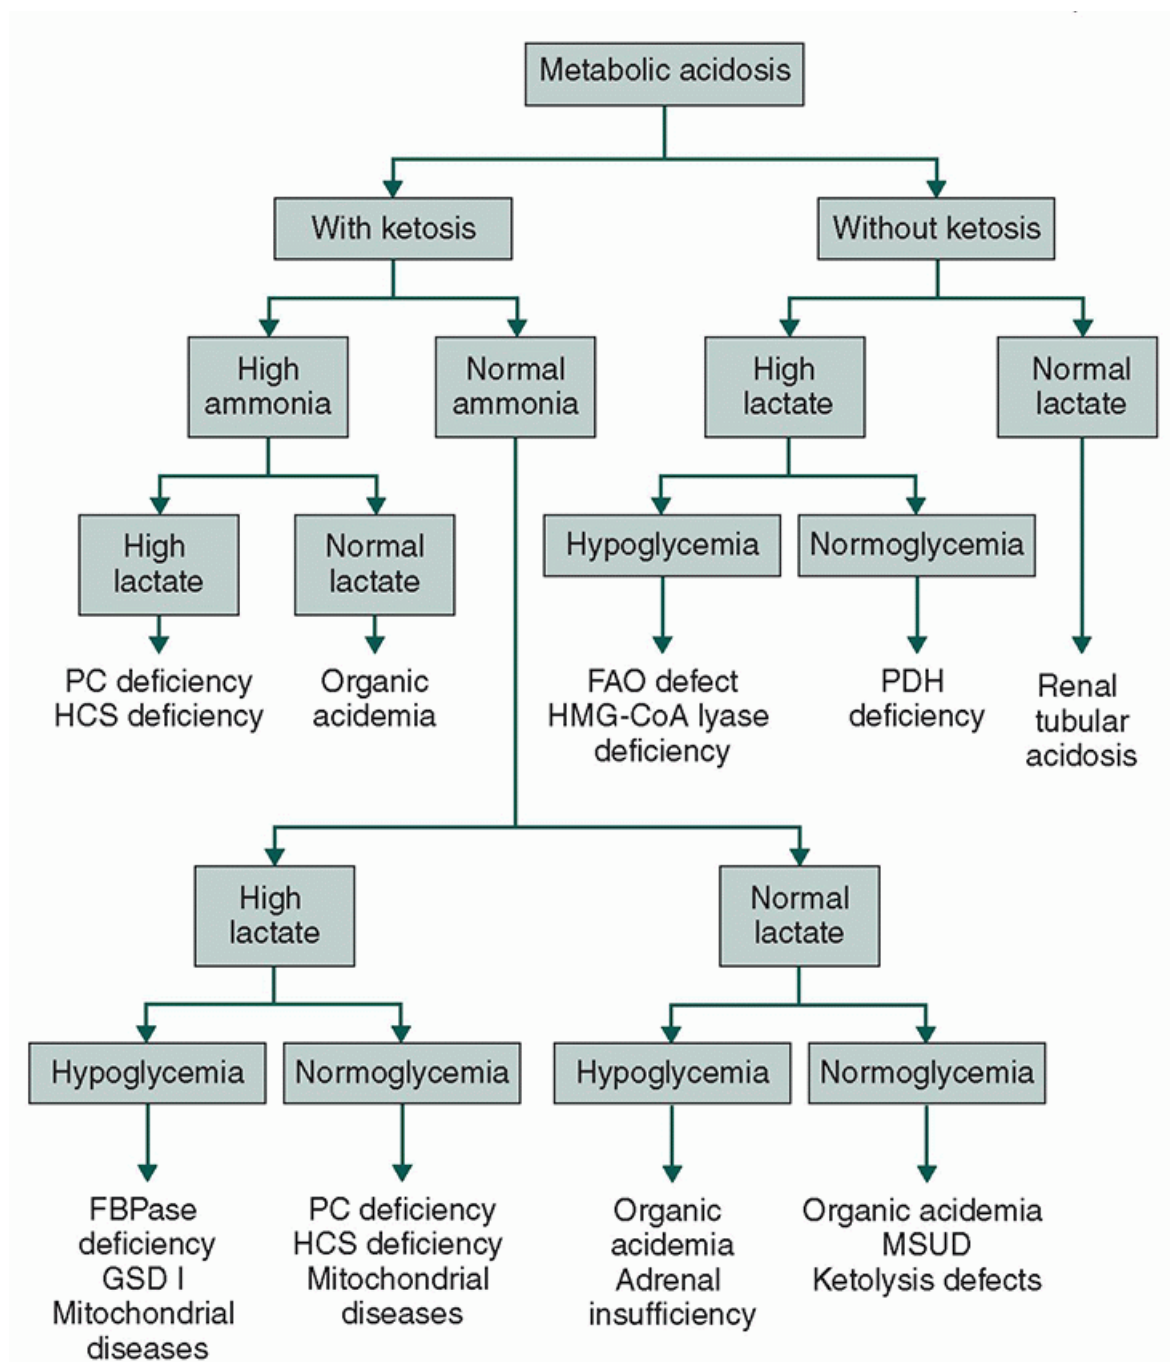 Metabolic acidosis
With ketosis
Without ketosis
High
ammonia
Normal
ammonia
High
lactate
Normal
lactate
High
lactate
Normal
lactate
Hypoglycemia
Normoglycemia
PC deficiency
HCS deficiency
Organic
acidemia
FAO defect
HMG-CoA lyase
deficiency
PDH
deficiency
Renal
tubular
acidosis
High
lactate
Normal
lactate
Hypoglycemia
Normoglycemia
Hypoglycemia
Normoglycemia
FBPase
deficiency
GSD I
Mitochondrial
diseases
PC deficiency
HCS deficiency
Mitochondrial
diseases
Organic
acidemia
Adrenal
insufficiency
Organic acidemia
MSUD
Ketolysis defects